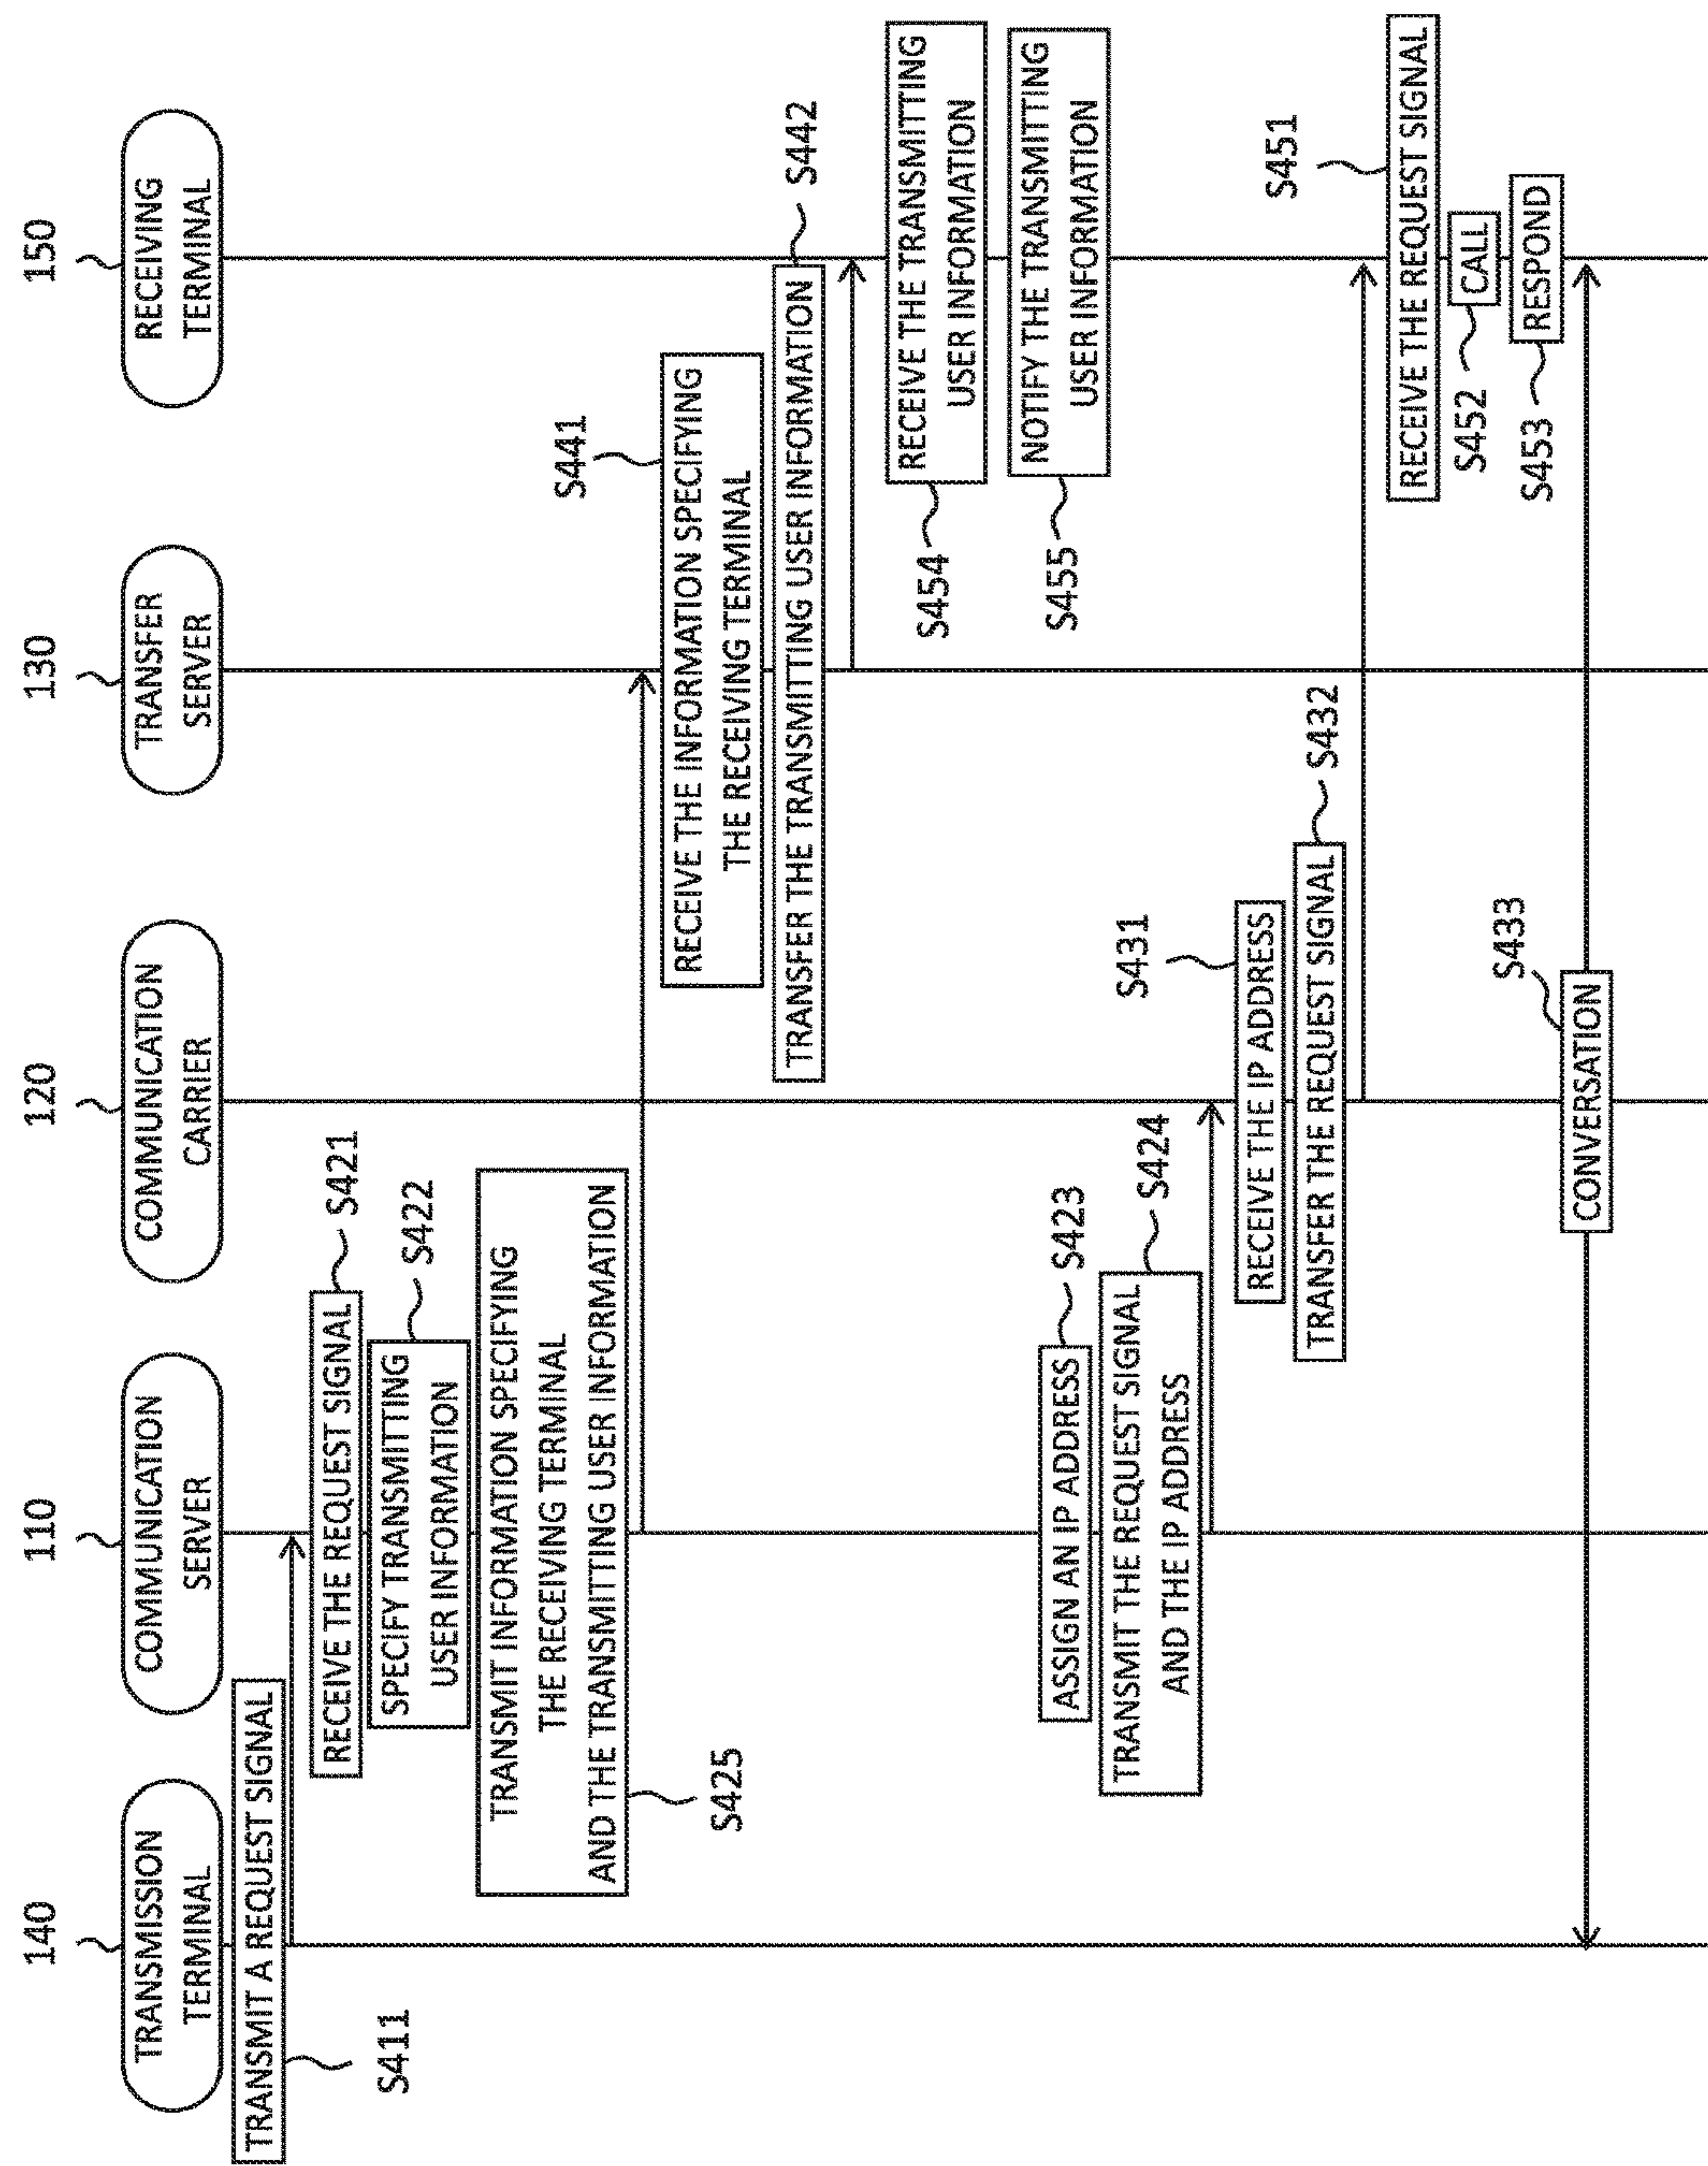 140
110
120
130
150
TRANSMISSION
TERMINAL
COMMUNICATION
SERVER
COMMUNICATION
CARRIER
TRANSFER
SERVER
RECEIVING
TERMINAL
TRANSMIT A REQUEST SIGNAL
S411
RECEIVE THE REQUEST SIGNAL
S421
SPECIFY TRANSMITTING
USER INFORMATION
S422
TRANSMIT INFORMATION SPECIFYING
THE RECEIVING TERMINAL
AND THE TRANSMITTING USER INFORMATION
S425
S441
RECEIVE THE INFORMATION SPECIFYING
THE RECEIVING TERMINAL
S442
TRANSFER THE TRANSMITTING USER INFORMATION
RECEIVE THE TRANSMITTING
USER INFORMATION
S454
NOTIFY THE TRANSMITTING
USER INFORMATION
S455
ASSIGN AN IP ADDRESS
S423
TRANSMIT THE REQUEST SIGNAL
AND THE IP ADDRESS
S424
S431
RECEIVE THE IP ADDRESS
TRANSFER THE REQUEST SIGNAL
S432
S451
RECEIVE THE REQUEST SIGNAL
CALL
S452
RESPOND
S453
S433
CONVERSATION